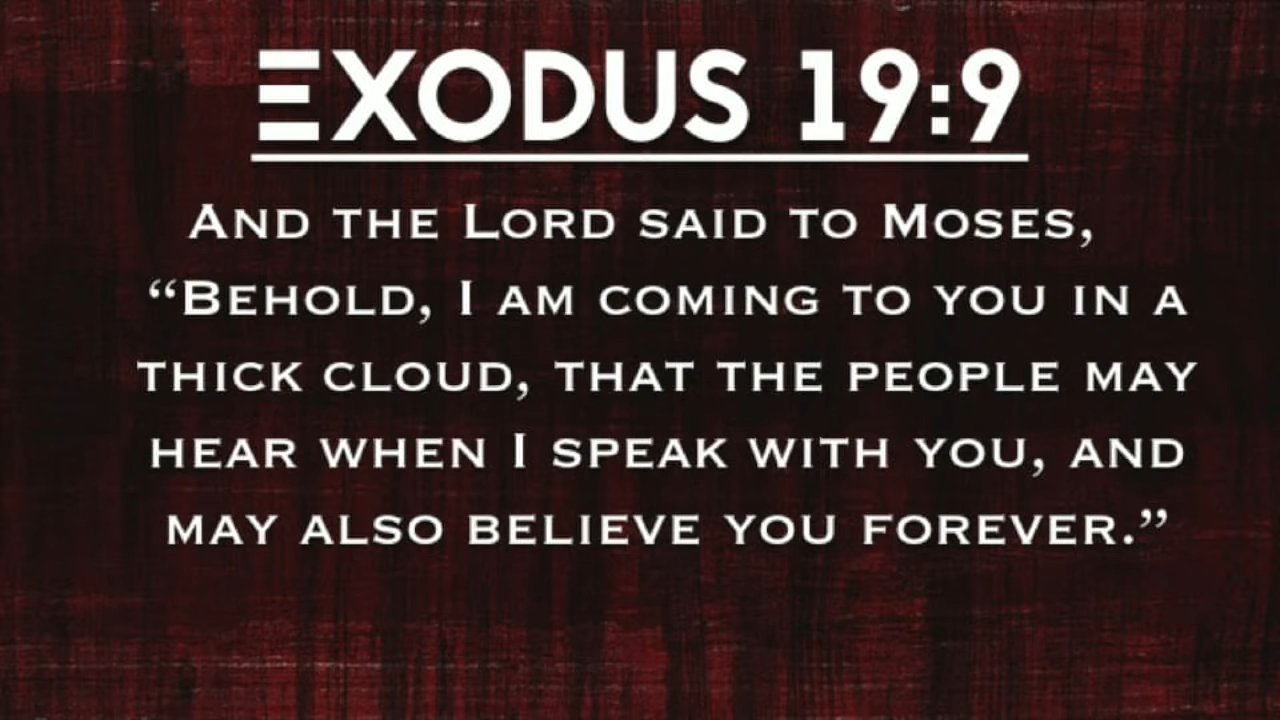 EXODUS 19:9
And the Lord said to Moses,
“Behold, I am coming to you in a
thick cloud, that the people may
hear when I speak with you, and
may also believe you forever.”